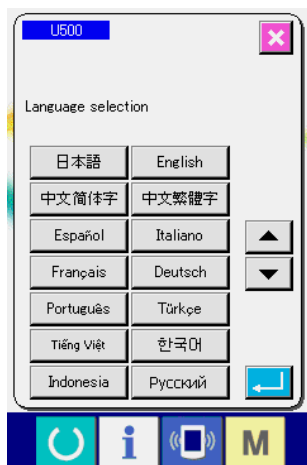 U500
Language selection
日本語 English
中文简体字 中文繁體字
Español Italiano
Français Deutsch
Português Türkçe
Tiếng Việt 한국어
Indonesia Русский
i M